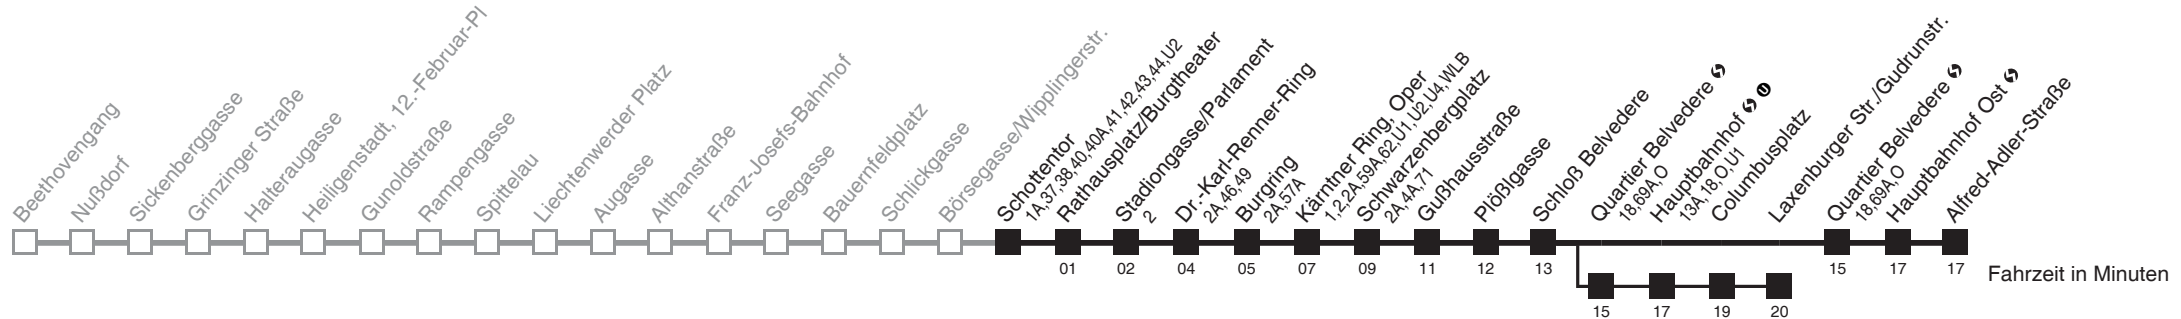 Beethovengang
Nußdorf
Sickenberggasse
Grinzinger Straße
Halteraugasse
Heiligenstadt, 12.-Februar-Pl
Gunoldstraße
Rampengasse
Spittelau
Liechtenwerder Platz
Augasse
Althanstraße
Franz-Josefs-Bahnhof
Seegasse
Bauernfeldplatz
Schlickgasse
Börsegasse/Wipplingerstr.
Schottentor
1A,37,38,40,40A,41,42,43,44,U2
Rathausplatz/Burgtheater
Stadiongasse/Parlament
2
Dr.-Karl-Renner-Ring
2A,46,49
Burgring
2A,57A
Kärntner Ring, Oper
1,2,2A,59A,62,U1,U2,U4,WLB
Schwarzenbergplatz
2A,4A,71
Gußhausstraße
Plößlgasse
Schloß Belvedere
Quartier Belvedere S
18,69A,O
Hauptbahnhof S U
13A,18,O,U1
Columbusplatz
Laxenburger Str./Gudrunstr.
Quartier Belvedere S
18,69A,O
Hauptbahnhof Ost S
Alfred-Adler-Straße
01 02 04 05 07 09 11 12 13 15 17 17
Fahrzeit in Minuten
15 17 19 20